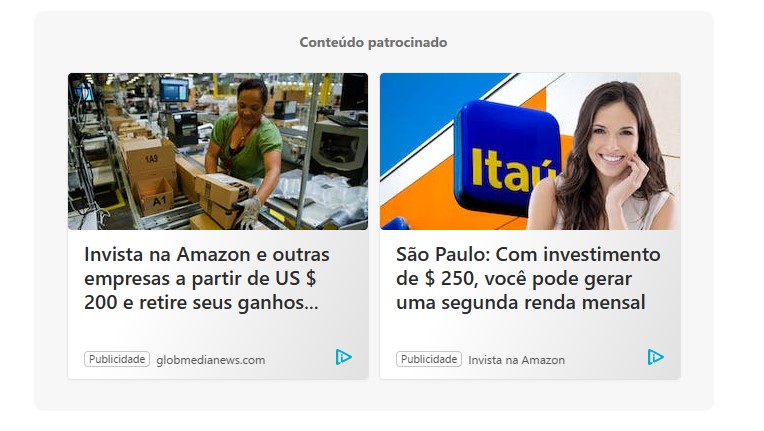 Conteúdo patrocinado
1A9
A1
Itaú
Invista na Amazon e outras
empresas a partir de US $
200 e retire seus ganhos...
Publicidade globmedianews.com
São Paulo: Com investimento
de $ 250, você pode gerar
uma segunda renda mensal
Publicidade Invista na Amazon